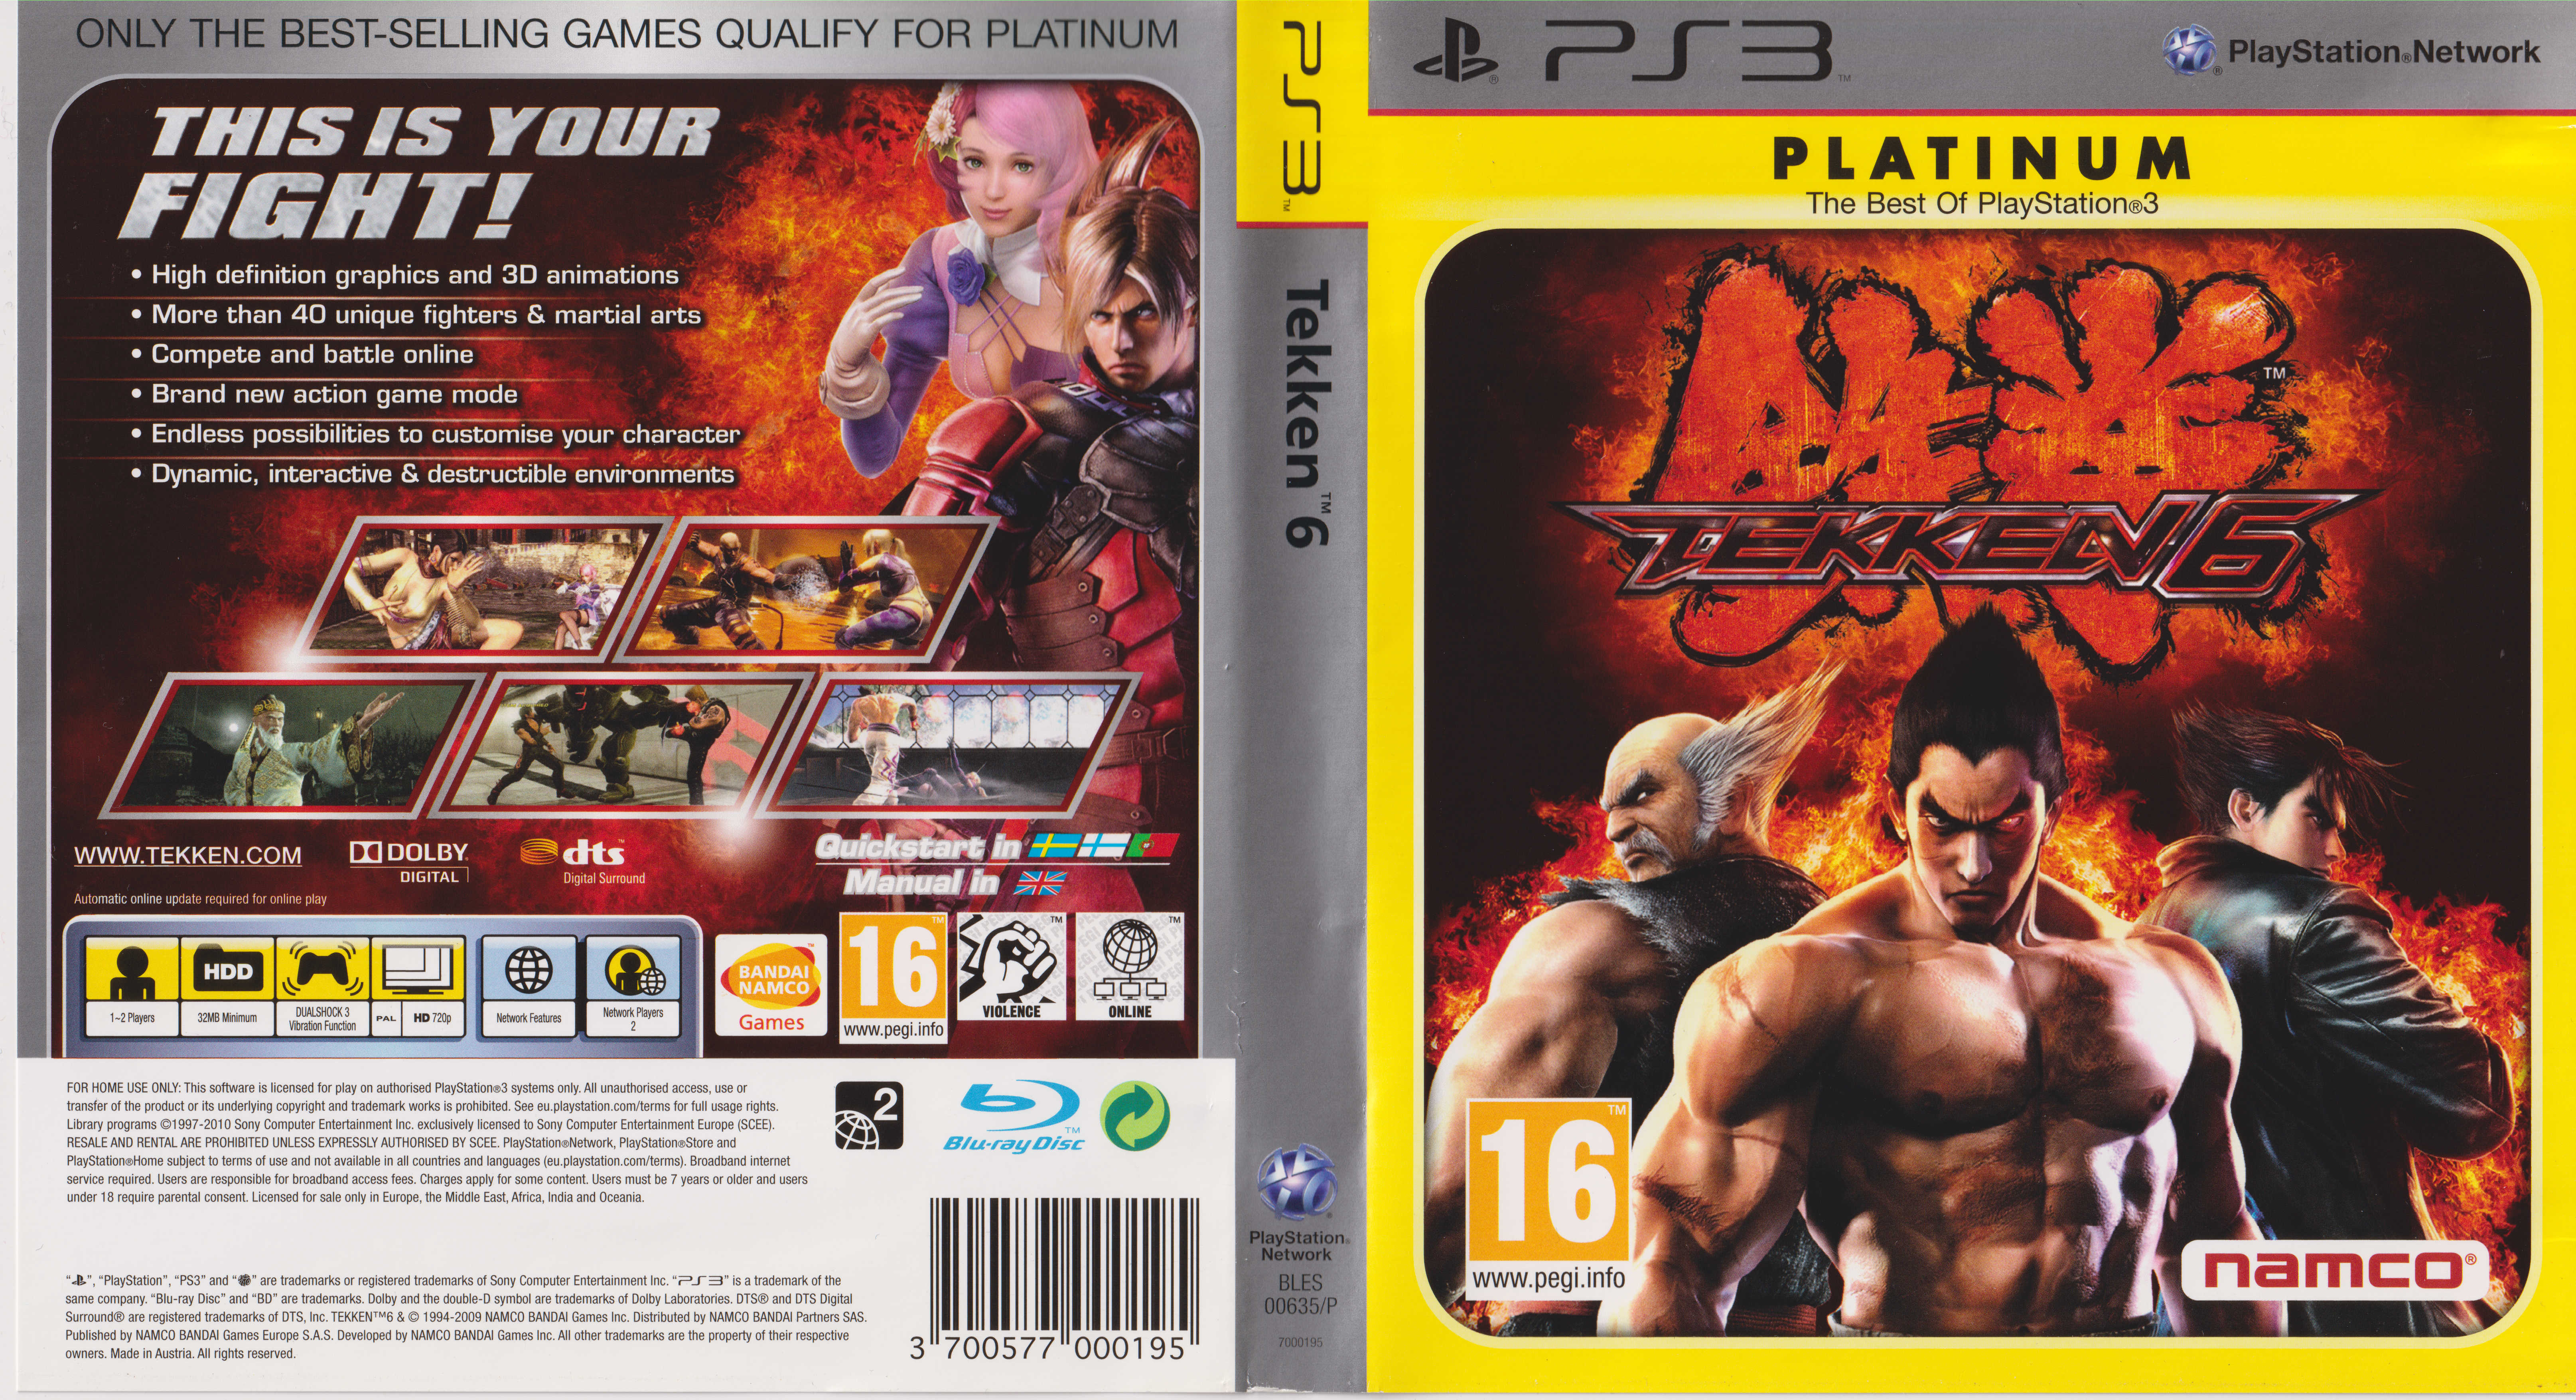 ONLY THE BEST-SELLING GAMES QUALIFY FOR PLATINUM
THIS IS YOUR
FIGHT!
• High definition graphics and 3D animations
• More than 40 unique fighters & martial arts
• Compete and battle online
• Brand new action game mode
• Endless possibilities to customise your character
• Dynamic, interactive & destructible environments
WWW.TEKKEN.COM
DOLBY
DIGITAL
dts™
Digital Surround
Quickstart in
Manual in
Automatic online update required for online play
1~2 Players
HDD
32MB Minimum
DUALSHOCK 3
Vibration Function
PAL HD 720p
Network Features
Network Players
2
BANDAI
NAMCO
Games
16
www.pegi.info
VIOLENCE
ONLINE
FOR HOME USE ONLY: This software is licensed for play on authorised PlayStation®3 systems only. All unauthorised access, use or
transfer of the product or its underlying copyright and trademark works is prohibited. See eu.playstation.com/terms for full usage rights.
Library programs ©1997-2010 Sony Computer Entertainment Inc. exclusively licensed to Sony Computer Entertainment Europe (SCEE).
RESALE AND RENTAL ARE PROHIBITED UNLESS EXPRESSLY AUTHORISED BY SCEE. PlayStation®Network, PlayStation®Store and
PlayStation®Home subject to terms of use and not available in all countries and languages (eu.playstation.com/terms). Broadband internet
service required. Users are responsible for broadband access fees. Charges apply for some content. Users must be 7 years or older and users
under 18 require parental consent. Licensed for sale only in Europe, the Middle East, Africa, India and Oceania.
2
Blu-ray Disc™
"", "PlayStation", "PS3" and "" are trademarks or registered trademarks of Sony Computer Entertainment Inc. "PS3" is a trademark of the
same company. "Blu-ray Disc" and "BD" are trademarks. Dolby and the double-D symbol are trademarks of Dolby Laboratories. DTS® and DTS Digital
Surround® are registered trademarks of DTS, Inc. TEKKEN™6 & © 1994-2009 NAMCO BANDAI Games Inc. Distributed by NAMCO BANDAI Partners SAS.
Published by NAMCO BANDAI Games Europe S.A.S. Developed by NAMCO BANDAI Games Inc. All other trademarks are the property of their respective
owners. Made in Austria. All rights reserved.
3 700577 000195
PS3™
Tekken™ 6
PlayStation®
Network
BLES
00635/P
7000195
PS3™
PlayStation®Network
PLATINUM
The Best Of PlayStation®3
鉄拳™
TEKKEN 6
16™
www.pegi.info
namco®